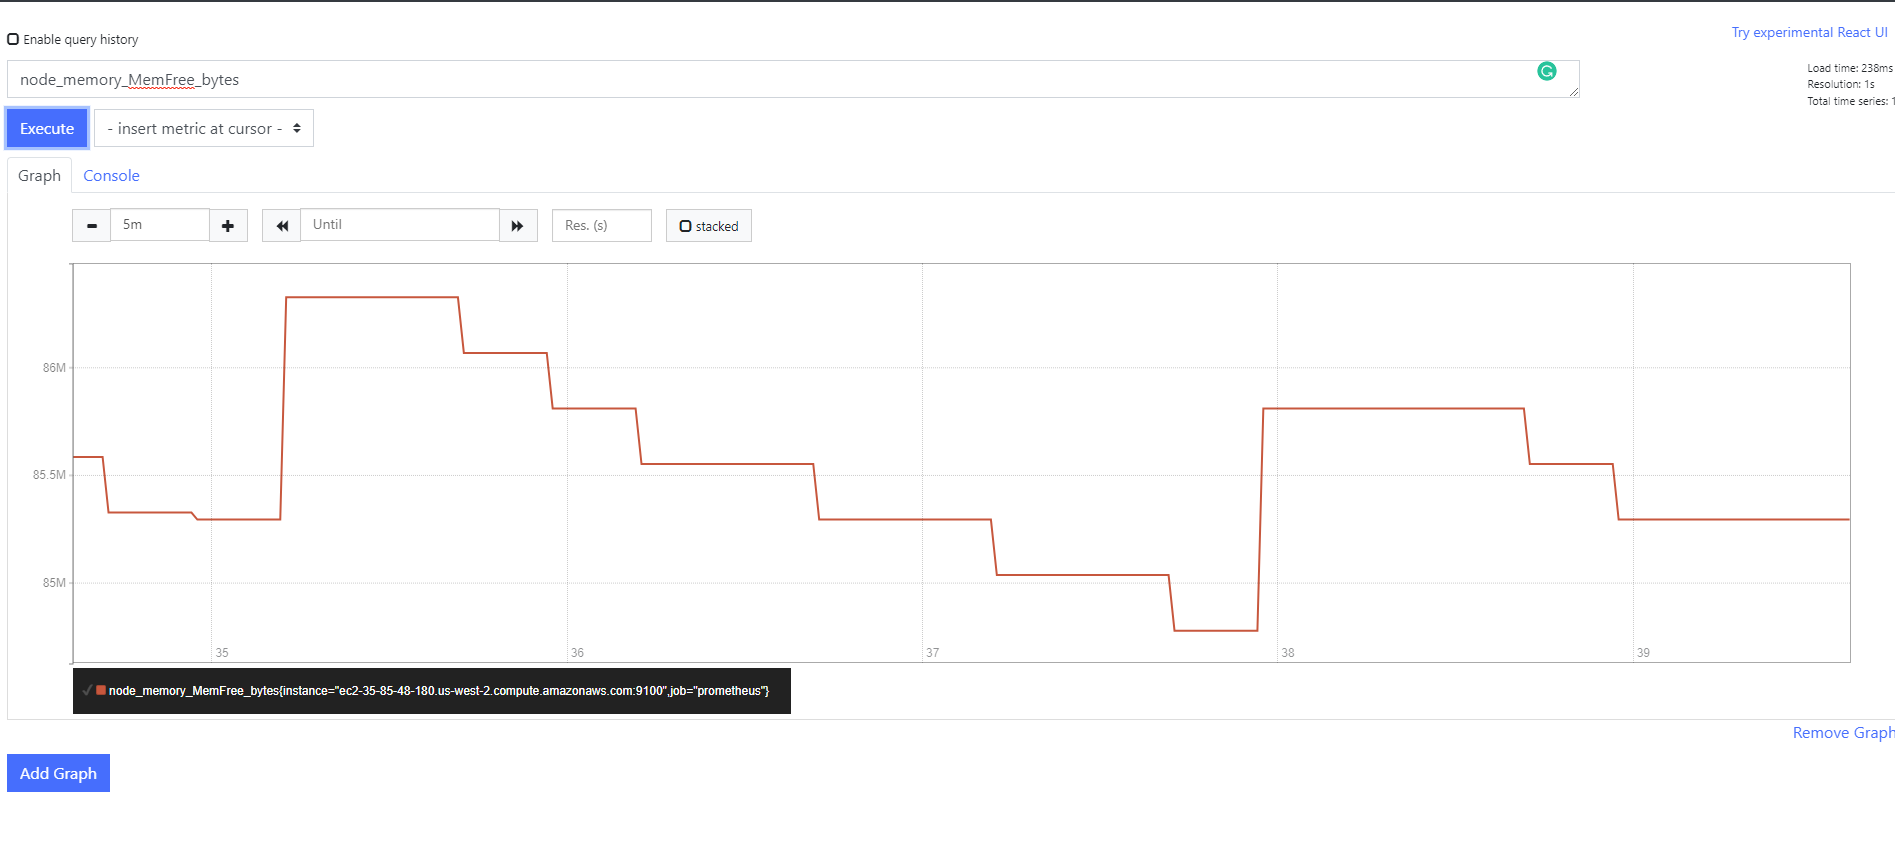 Enable query history
Try experimental React UI
node_memory_MemFree_bytes
Load time: 238ms
Resolution: 1s
Total time series: 1
Execute
- insert metric at cursor -
Graph
Console
5m
Until
Res. (s)
stacked
86M
85.5M
85M
35 36 37 38 39
node_memory_MemFree_bytes{instance="ec2-35-85-48-180.us-west-2.compute.amazonaws.com:9100",job="prometheus"}
Remove Graph
Add Graph